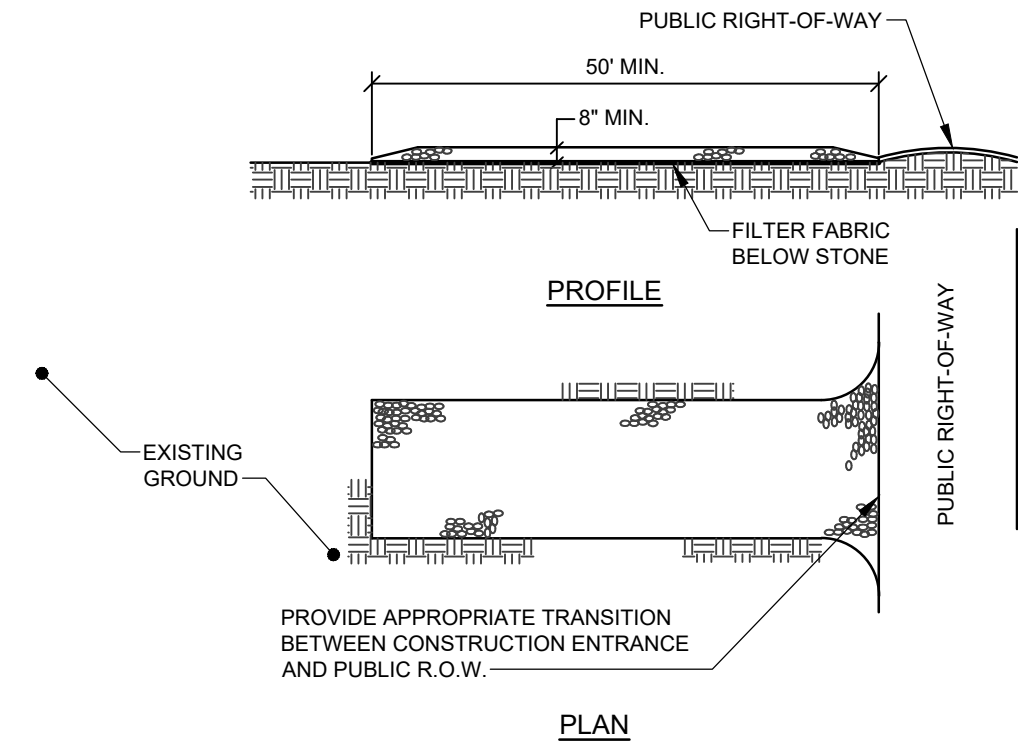 PUBLIC RIGHT-OF-WAY
50' MIN.
8" MIN.
FILTER FABRIC
BELOW STONE
PROFILE
PUBLIC RIGHT-OF-WAY
EXISTING
GROUND
PROVIDE APPROPRIATE TRANSITION
BETWEEN CONSTRUCTION ENTRANCE
AND PUBLIC R.O.W.
PLAN